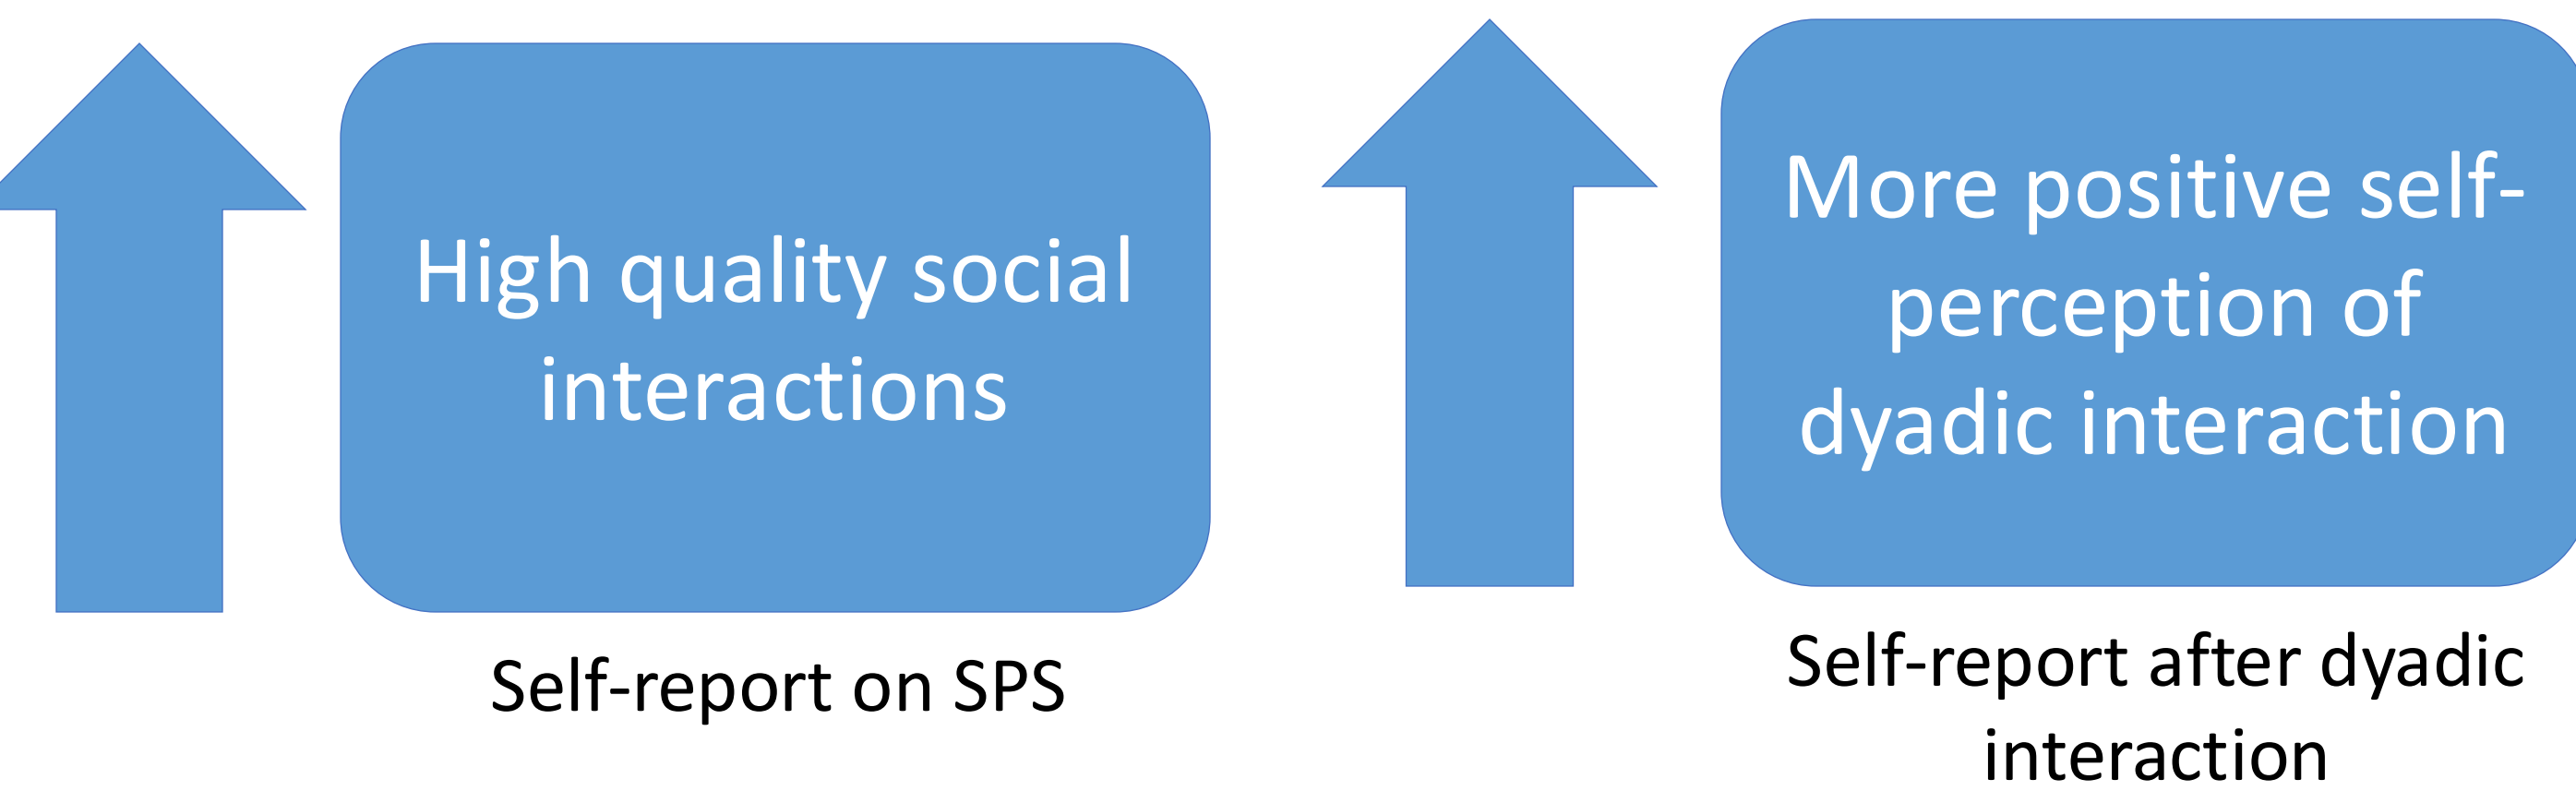 High quality social
interactions
Self-report on SPS
More positive self-
perception of
dyadic interaction
Self-report after dyadic
interaction